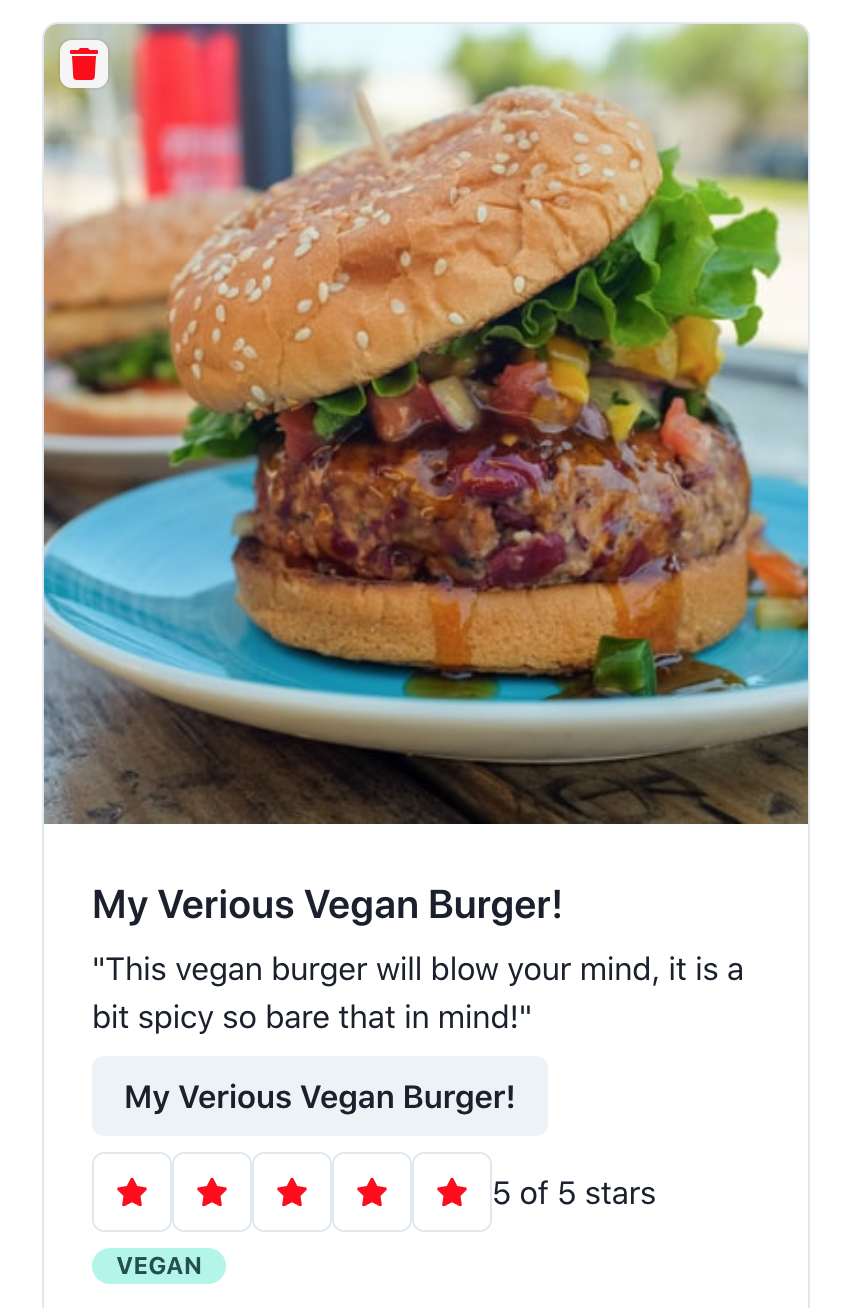 My Verious Vegan Burger!
"This vegan burger will blow your mind, it is a
bit spicy so bare that in mind!"
My Verious Vegan Burger!
5 of 5 stars
VEGAN